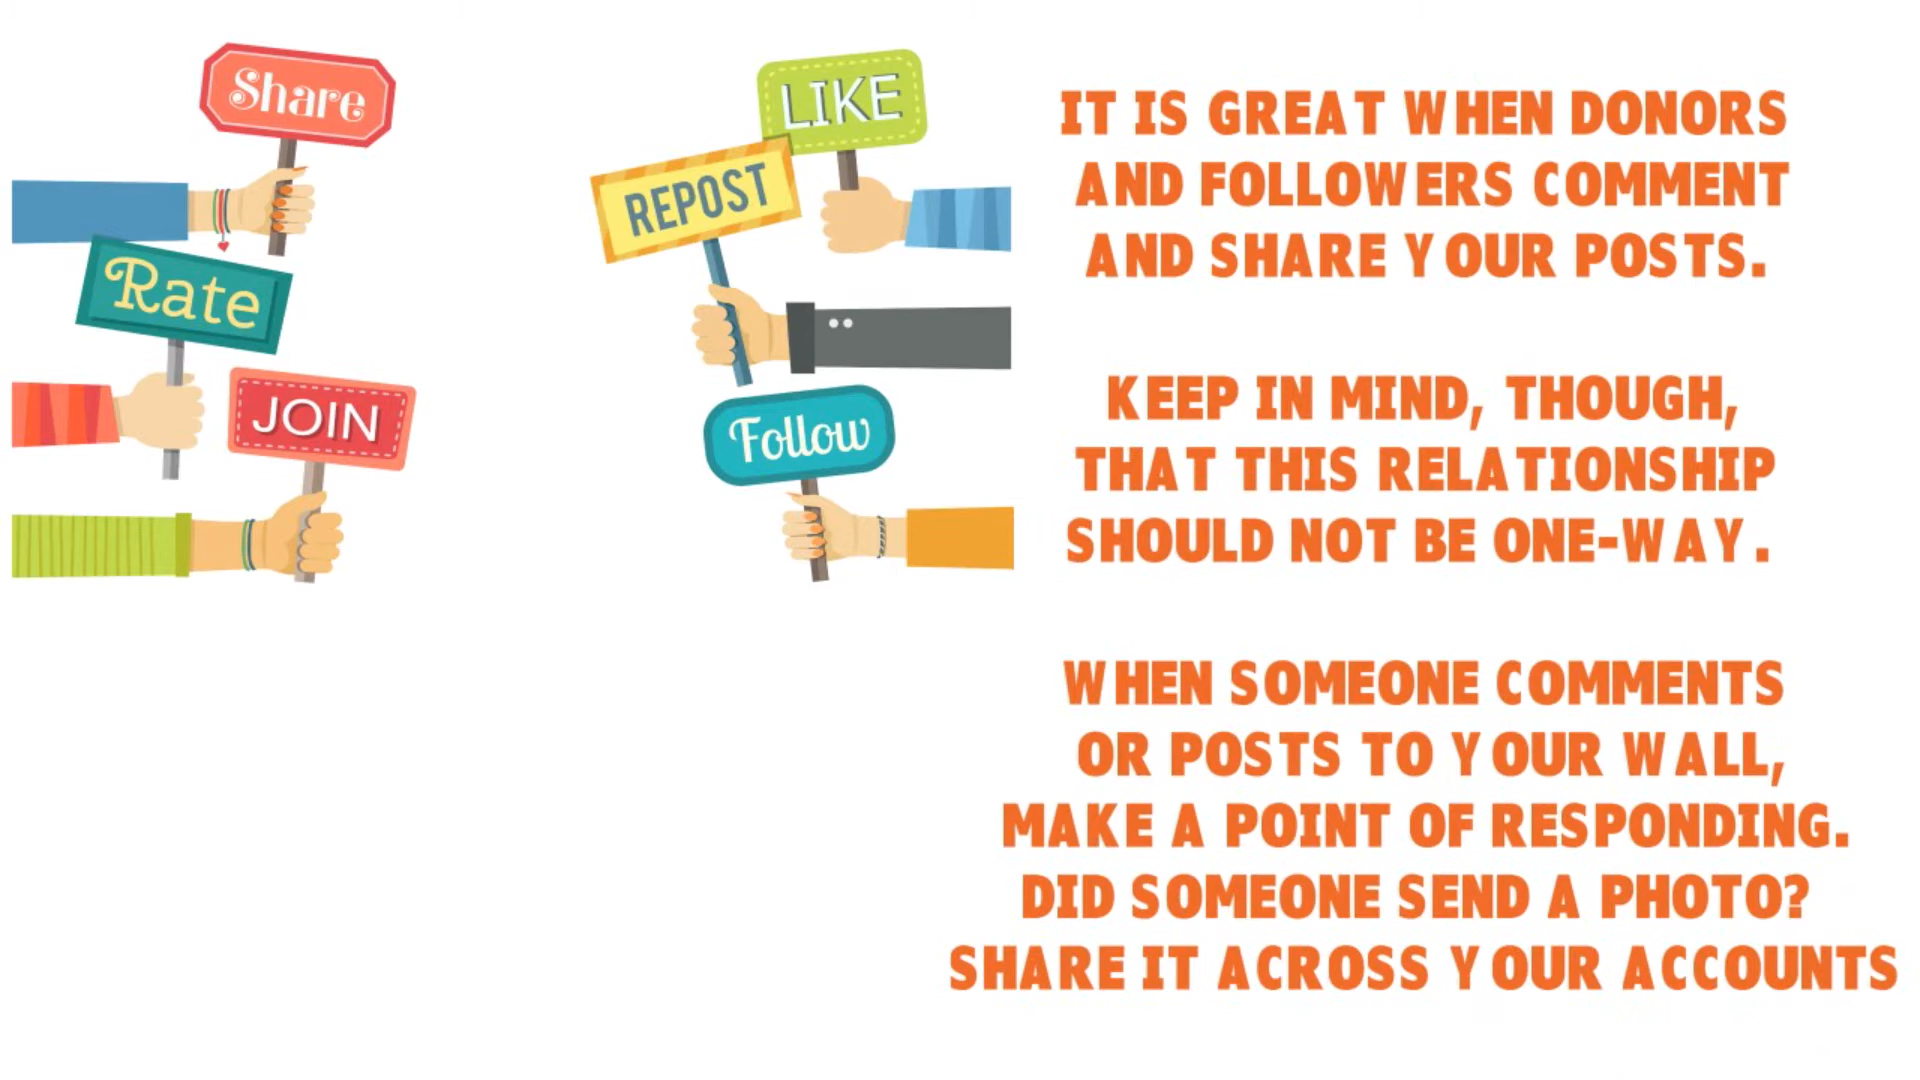 Share
Rate
JOIN
LIKE
REPOST
Follow
IT IS GREAT WHEN DONORS
AND FOLLOWERS COMMENT
AND SHARE YOUR POSTS.
KEEP IN MIND, THOUGH,
THAT THIS RELATIONSHIP
SHOULD NOT BE ONE-WAY.
WHEN SOMEONE COMMENTS
OR POSTS TO YOUR WALL,
MAKE A POINT OF RESPONDING.
DID SOMEONE SEND A PHOTO?
SHARE IT ACROSS YOUR ACCOUNTS